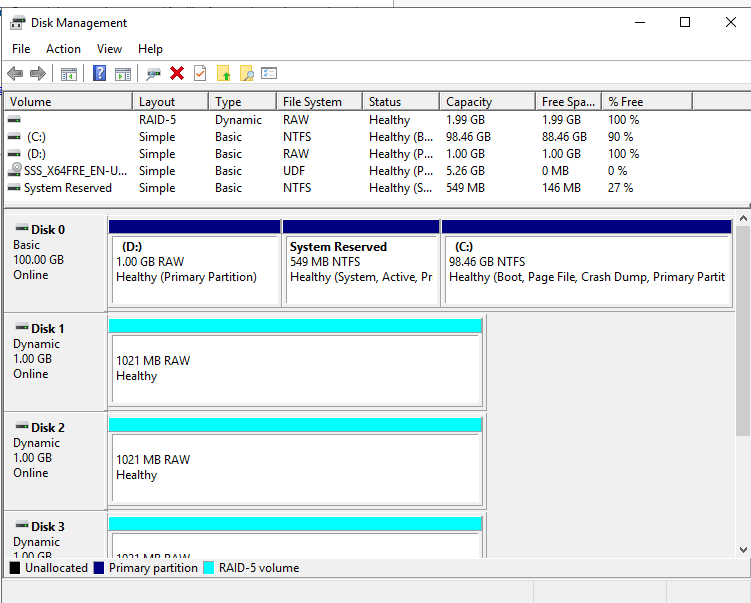 Disk Management
File Action View Help
Volume Layout Type File System Status Capacity Free Spa... % Free
RAID-5 Dynamic RAW Healthy 1.99 GB 1.99 GB 100 %
(C:) Simple Basic NTFS Healthy (B... 98.46 GB 88.46 GB 90 %
(D:) Simple Basic RAW Healthy (P... 1.00 GB 1.00 GB 100 %
SSS_X64FRE_EN-U... Simple Basic UDF Healthy (P... 5.26 GB 0 MB 0 %
System Reserved Simple Basic NTFS Healthy (S... 549 MB 146 MB 27 %
Disk 0
Basic
100.00 GB
Online
(D:)
1.00 GB RAW
Healthy (Primary Partition)
System Reserved
549 MB NTFS
Healthy (System, Active, Pr
(C:)
98.46 GB NTFS
Healthy (Boot, Page File, Crash Dump, Primary Partit
Disk 1
Dynamic
1.00 GB
Online
1021 MB RAW
Healthy
Disk 2
Dynamic
1.00 GB
Online
1021 MB RAW
Healthy
Disk 3
Dynamic
1.00 GB
1021 MB RAW
Unallocated Primary partition RAID-5 volume